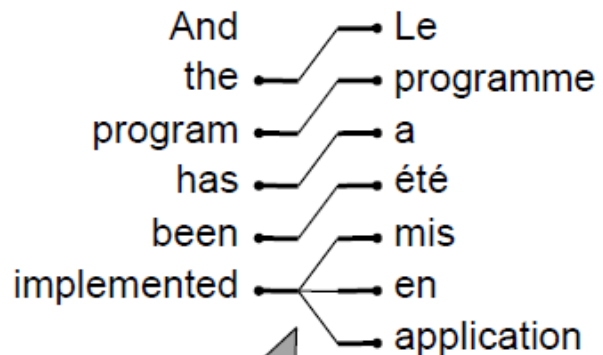 And Le
the programme
program a
has été
been mis
implemented en
application